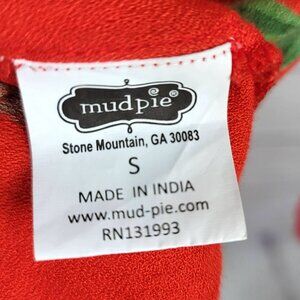 mudpie
Stone Mountain, GA 30083
S
MADE IN INDIA
www.mud-pie.com
RN131993